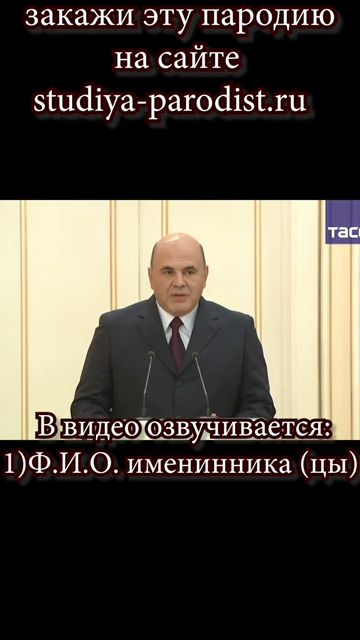 закажи эту пародию
на сайте
studiya-parodist.ru
ТАСС
В видео озвучивается:
1)Ф.И.О. именинника (цы)